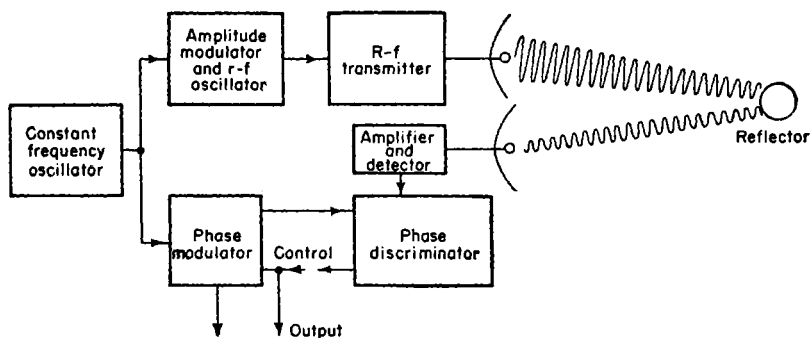 Amplitude
modulator
and r-f
oscillator
R-f
transmitter
Constant
frequency
oscillator
Amplifier
and
detector
Reflector
Phase
modulator
Control
Phase
discriminator
Output